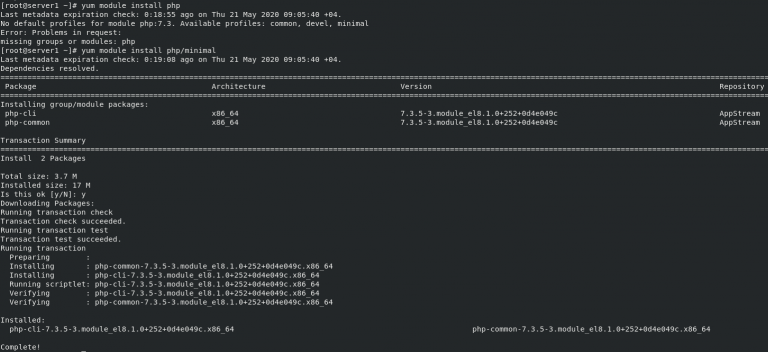 [root@server1 ~]# yum module install php
Last metadata expiration check: 0:18:55 ago on Thu 21 May 2020 09:05:40 +04.
No default profiles for module php:7.3. Available profiles: common, devel, minimal
Error: Problems in request:
missing groups or modules: php
[root@server1 ~]# yum module install php/minimal
Last metadata expiration check: 0:19:08 ago on Thu 21 May 2020 09:05:40 +04.
Dependencies resolved.
Package Architecture Version Repository
Installing group/module packages:
php-cli x86_64 7.3.5-3.module_el8.1.0+252+0d4e049c AppStream
php-common x86_64 7.3.5-3.module_el8.1.0+252+0d4e049c AppStream
Transaction Summary
Install 2 Packages
Total size: 3.7 M
Installed size: 17 M
Is this ok [y/N]: y
Downloading Packages:
Running transaction check
Transaction check succeeded.
Running transaction test
Transaction test succeeded.
Running transaction
Preparing :
Installing : php-common-7.3.5-3.module_el8.1.0+252+0d4e049c.x86_64
Installing : php-cli-7.3.5-3.module_el8.1.0+252+0d4e049c.x86_64
Running scriptlet: php-cli-7.3.5-3.module_el8.1.0+252+0d4e049c.x86_64
Verifying : php-cli-7.3.5-3.module_el8.1.0+252+0d4e049c.x86_64
Verifying : php-common-7.3.5-3.module_el8.1.0+252+0d4e049c.x86_64
Installed:
php-cli-7.3.5-3.module_el8.1.0+252+0d4e049c.x86_64 php-common-7.3.5-3.module_el8.1.0+252+0d4e049c.x86_64
Complete!